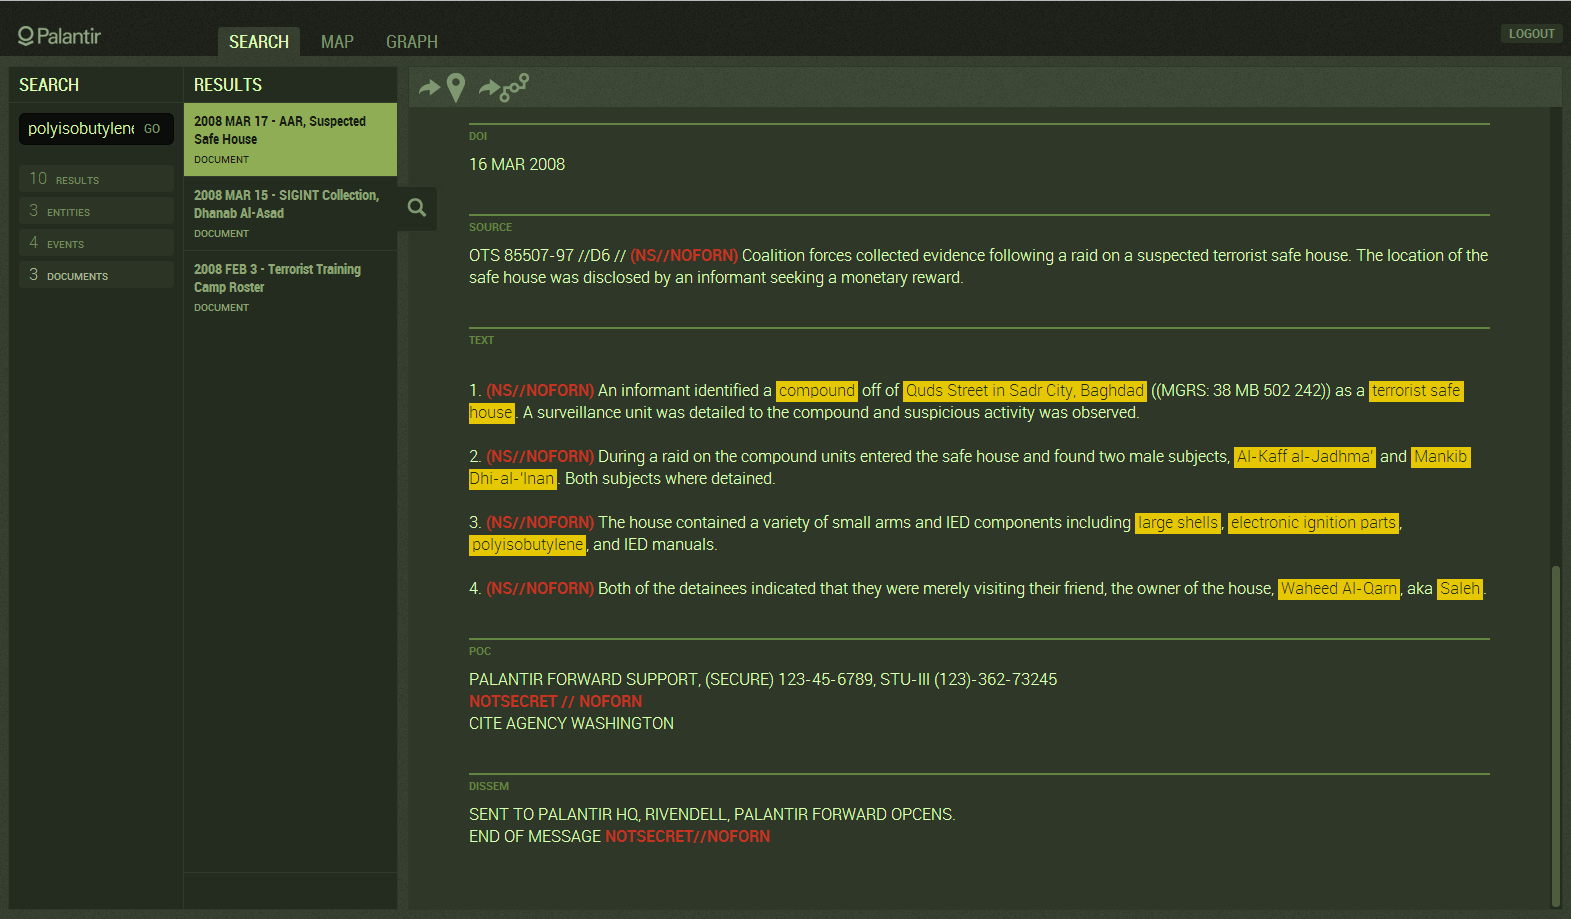 Palantir
SEARCH
MAP
GRAPH
LOGOUT
SEARCH
polyisobutylene GO
10 RESULTS
3 ENTITIES
4 EVENTS
3 DOCUMENTS
RESULTS
2008 MAR 17 - AAR, Suspected
Safe House
DOCUMENT
2008 MAR 15 - SIGINT Collection,
Dhanab Al-Asad
DOCUMENT
2008 FEB 3 - Terrorist Training
Camp Roster
DOCUMENT
DOI
16 MAR 2008
SOURCE
OTS 85507-97 //D6 // (NS//NOFORN) Coalition forces collected evidence following a raid on a suspected terrorist safe house. The location of the
safe house was disclosed by an informant seeking a monetary reward.
TEXT
1. (NS//NOFORN) An informant identified a compound off of Quds Street in Sadr City, Baghdad ((MGRS: 38 MB 502 242)) as a terrorist safe
house. A surveillance unit was detailed to the compound and suspicious activity was observed.
2. (NS//NOFORN) During a raid on the compound units entered the safe house and found two male subjects, Al-Kaff al-Jadhma' and Mankib
Dhi-al-'Inan. Both subjects where detained.
3. (NS//NOFORN) The house contained a variety of small arms and IED components including large shells, electronic ignition parts,
polyisobutylene, and IED manuals.
4. (NS//NOFORN) Both of the detainees indicated that they were merely visiting their friend, the owner of the house, Waheed Al-Qarn, aka Saleh.
POC
PALANTIR FORWARD SUPPORT, (SECURE) 123-45-6789, STU-III (123)-362-73245
NOTSECRET // NOFORN
CITE AGENCY WASHINGTON
DISSEM
SENT TO PALANTIR HQ, RIVENDELL, PALANTIR FORWARD OPCENS.
END OF MESSAGE NOTSECRET//NOFORN